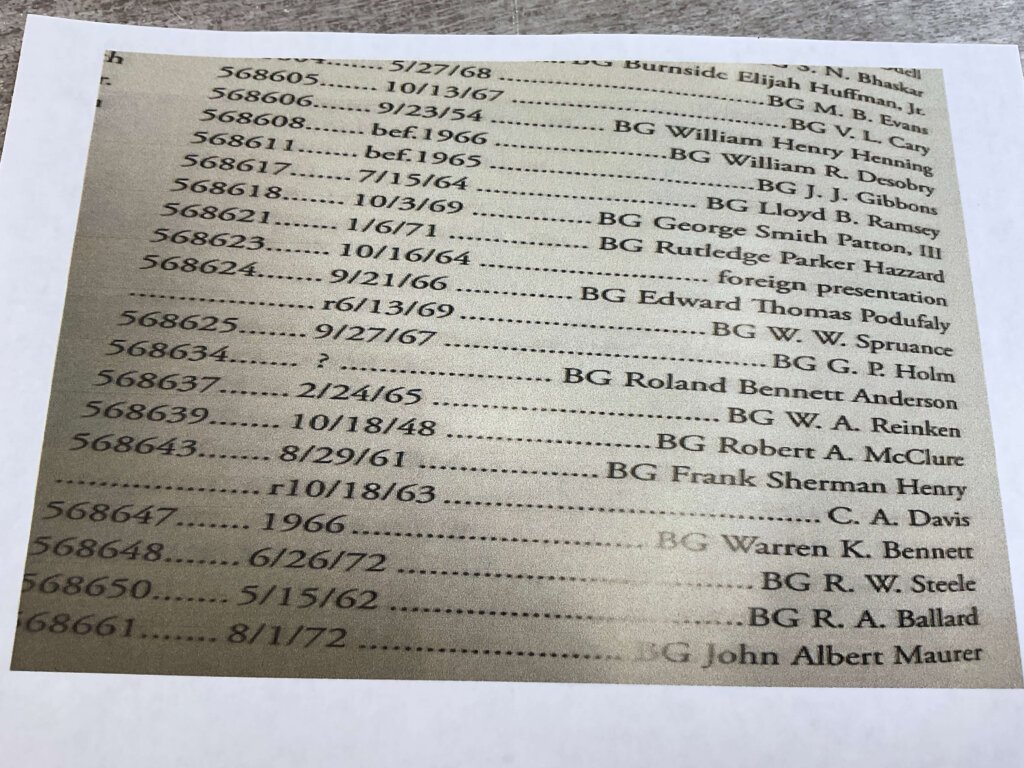 S. N. Bhaskar
BG Burnside Elijah Huffman, Jr.
5/27/68 .......... BG M. B. Evans
568605....... 10/13/67 .......... BG V. L. Cary
568606....... 9/23/54 .......... BG William Henry Henning
568608....... bef.1966 .......... BG William R. Desobry
568611....... bef.1965 .......... BG J. J. Gibbons
568617....... 7/15/64 .......... BG Lloyd B. Ramsey
568618....... 10/3/69 .......... BG George Smith Patton, III
568621....... 1/6/71 .......... BG Rutledge Parker Hazzard
568623....... 10/16/64 .......... foreign presentation
568624....... 9/21/66 .......... BG Edward Thomas Podufaly
.................... r6/13/69 .......... BG W. W. Spruance
568625....... 9/27/67 .......... BG G. P. Holm
568634....... ? .......... BG Roland Bennett Anderson
568637....... 2/24/65 .......... BG W. A. Reinken
568639....... 10/18/48 .......... BG Robert A. McClure
568643....... 8/29/61 .......... BG Frank Sherman Henry
.................... r10/18/63 .......... C. A. Davis
568647....... 1966 .......... BG Warren K. Bennett
568648....... 6/26/72 .......... BG R. W. Steele
568650....... 5/15/62 .......... BG R. A. Ballard
568661....... 8/1/72 .......... BG John Albert Maurer